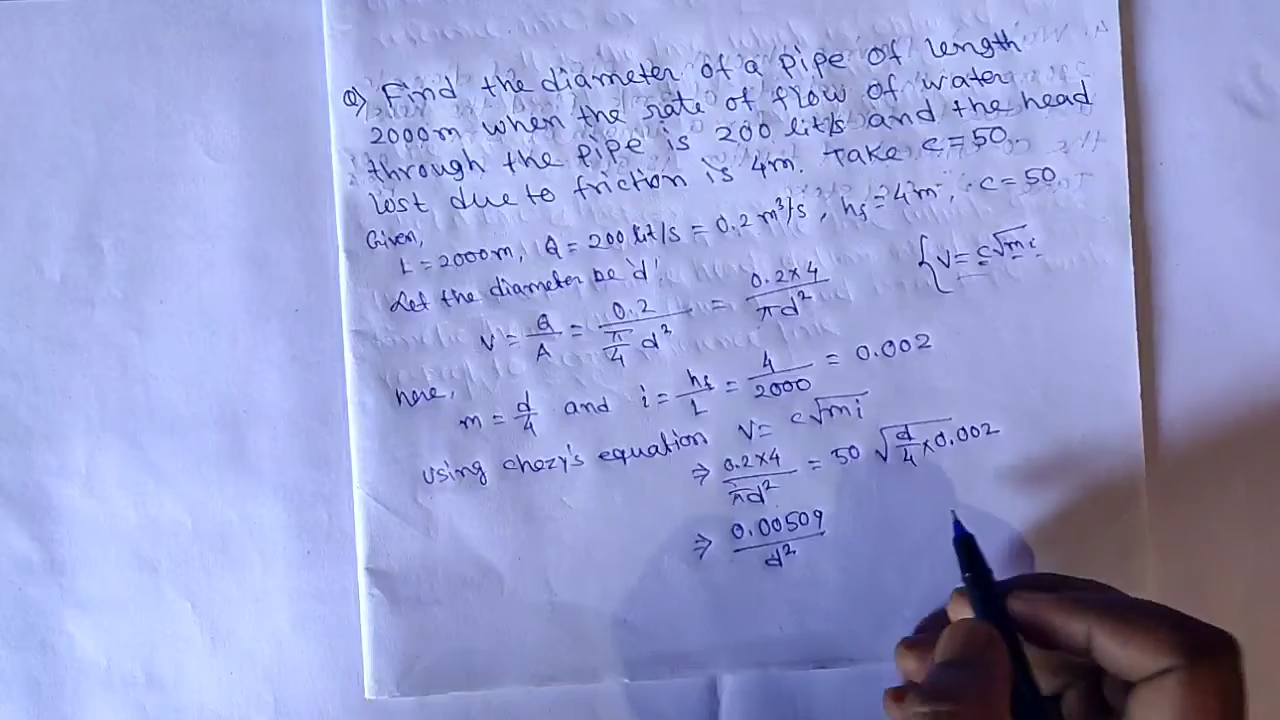 Q) Find the diameter of a pipe of length
2000m when the rate of flow of water
through the pipe is 200 lit/s and the head
lost due to friction is 4m. Take c=50.
Given,
L=2000m, Q = 200 lit/s = 0.2 m³/s, hf = 4m, c=50
Let the diameter be 'd'
V = Q/A = 0.2/(π/4 d²) = 0.2×4/πd² {V= c√mi
here,
m = d/4 and i = hf/L = 4/2000 = 0.002
Using chezy's equation V= c√mi
⇒ 0.2×4/πd² = 50 √d/4×0.002
⇒ 0.00509/d²